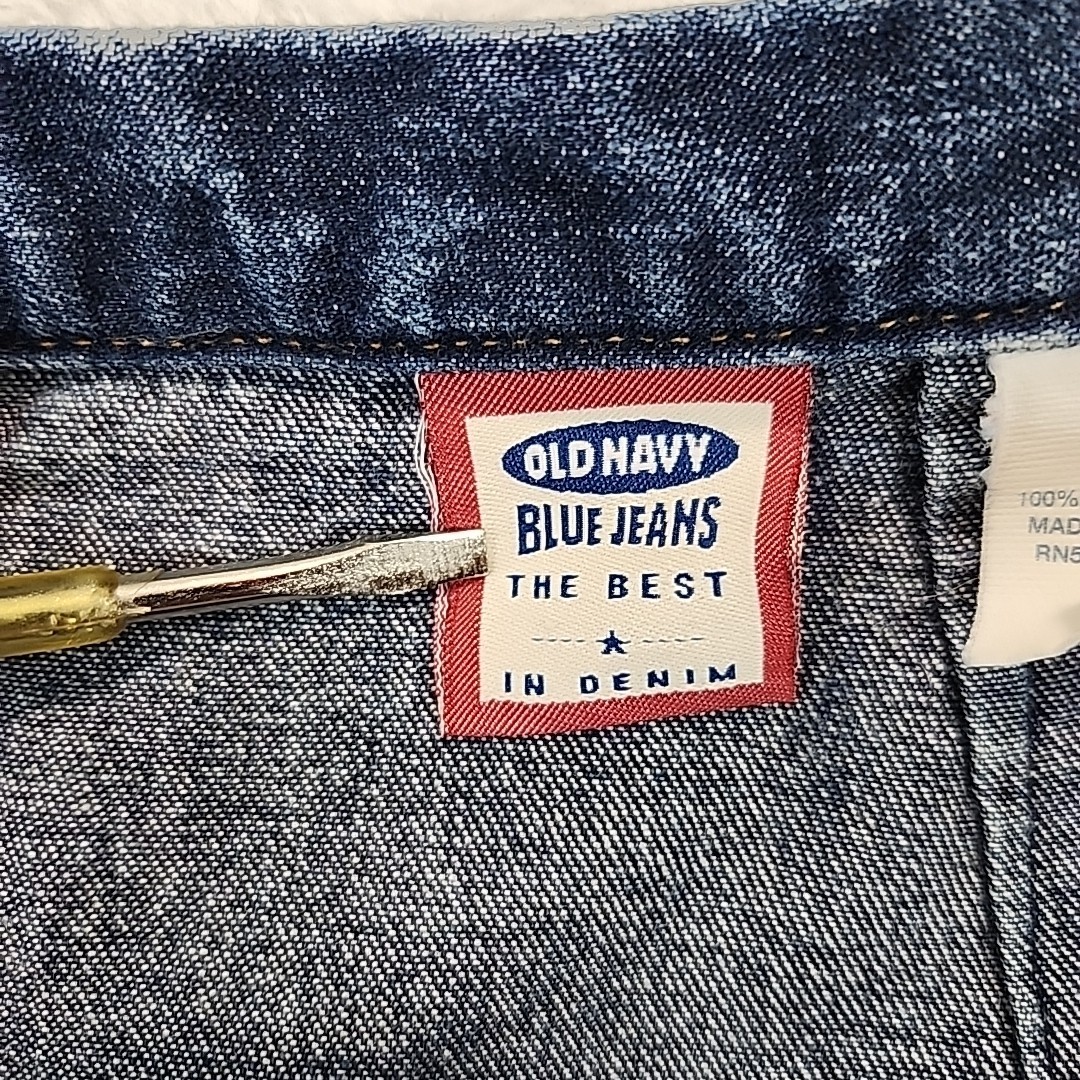 OLD NAVY
BLUE JEANS
THE BEST
IN DENIM
100%
MAD
RN5